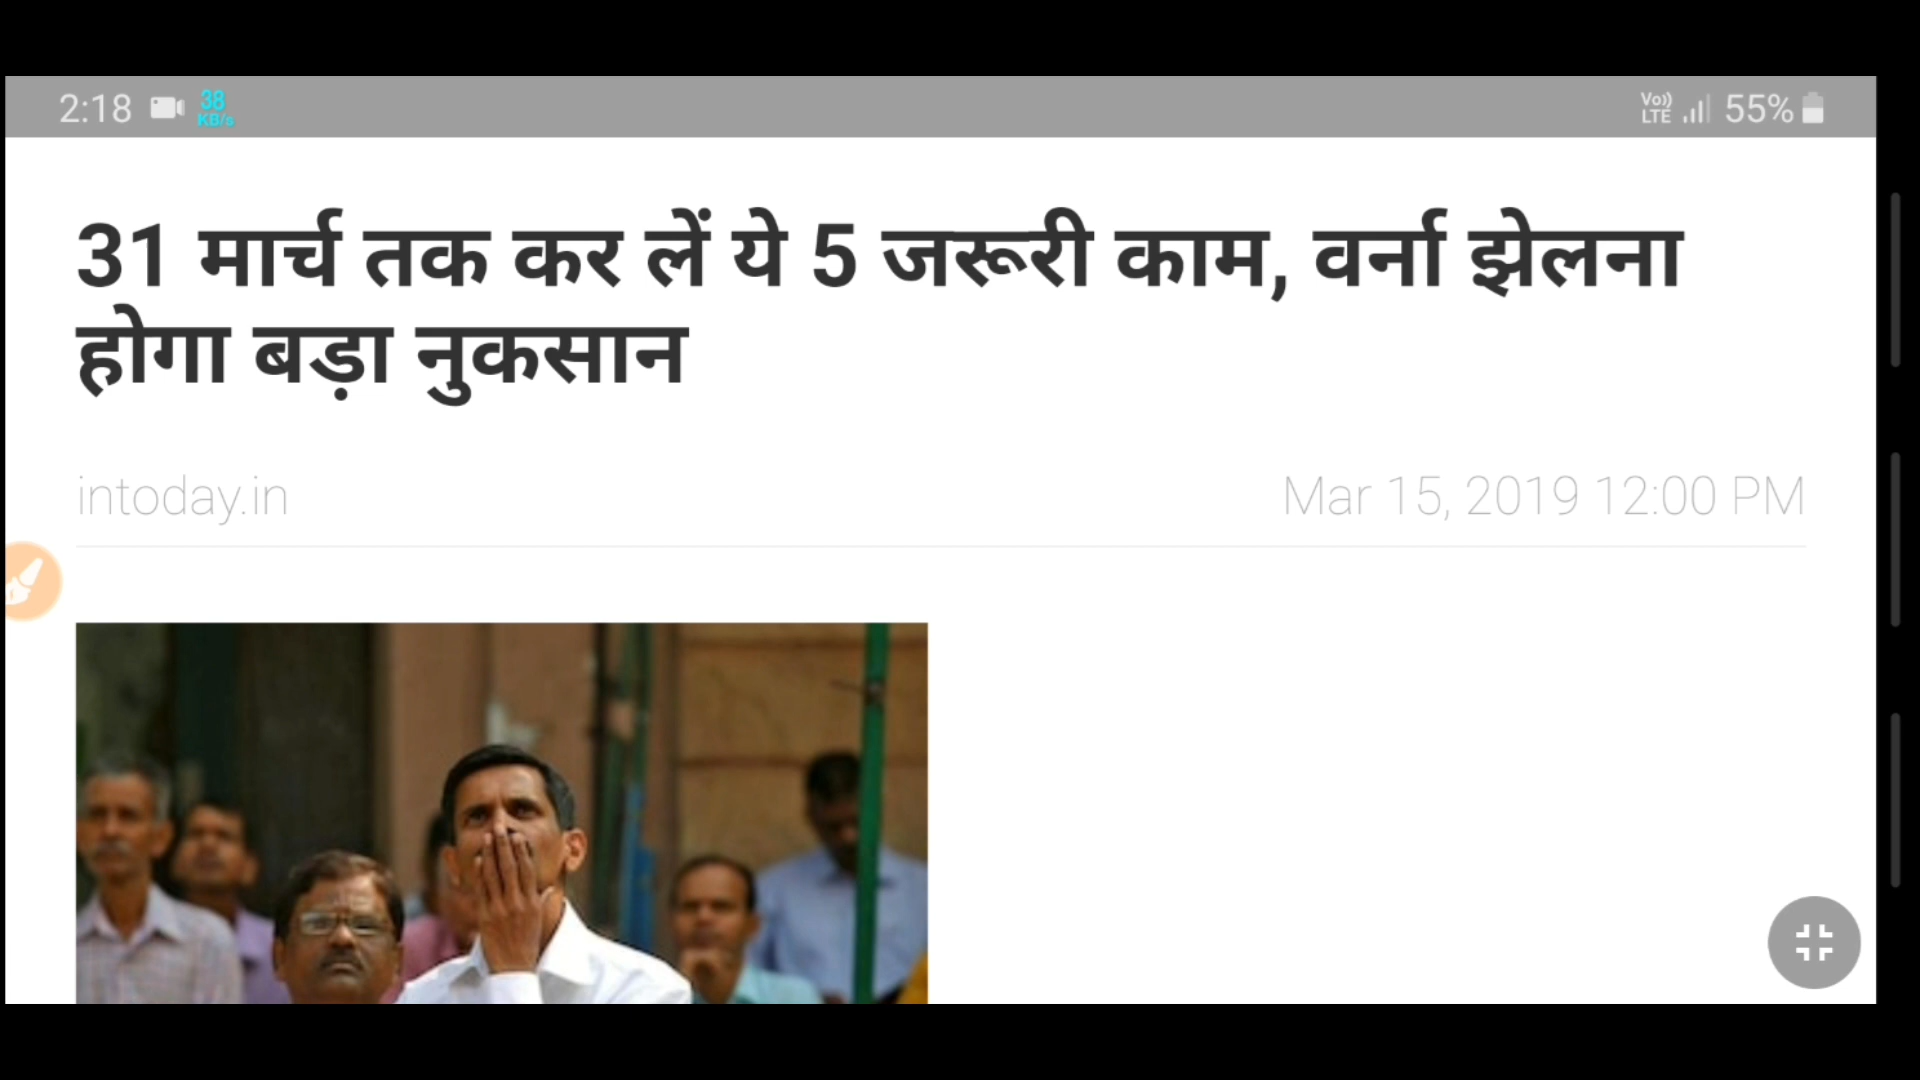 2:18 38 KB/s Vo)) LTE 55%
31 मार्च तक कर लें ये 5 जरूरी काम, वर्ना झेलना
होगा बड़ा नुकसान
intoday.in Mar 15, 2019 12:00 PM